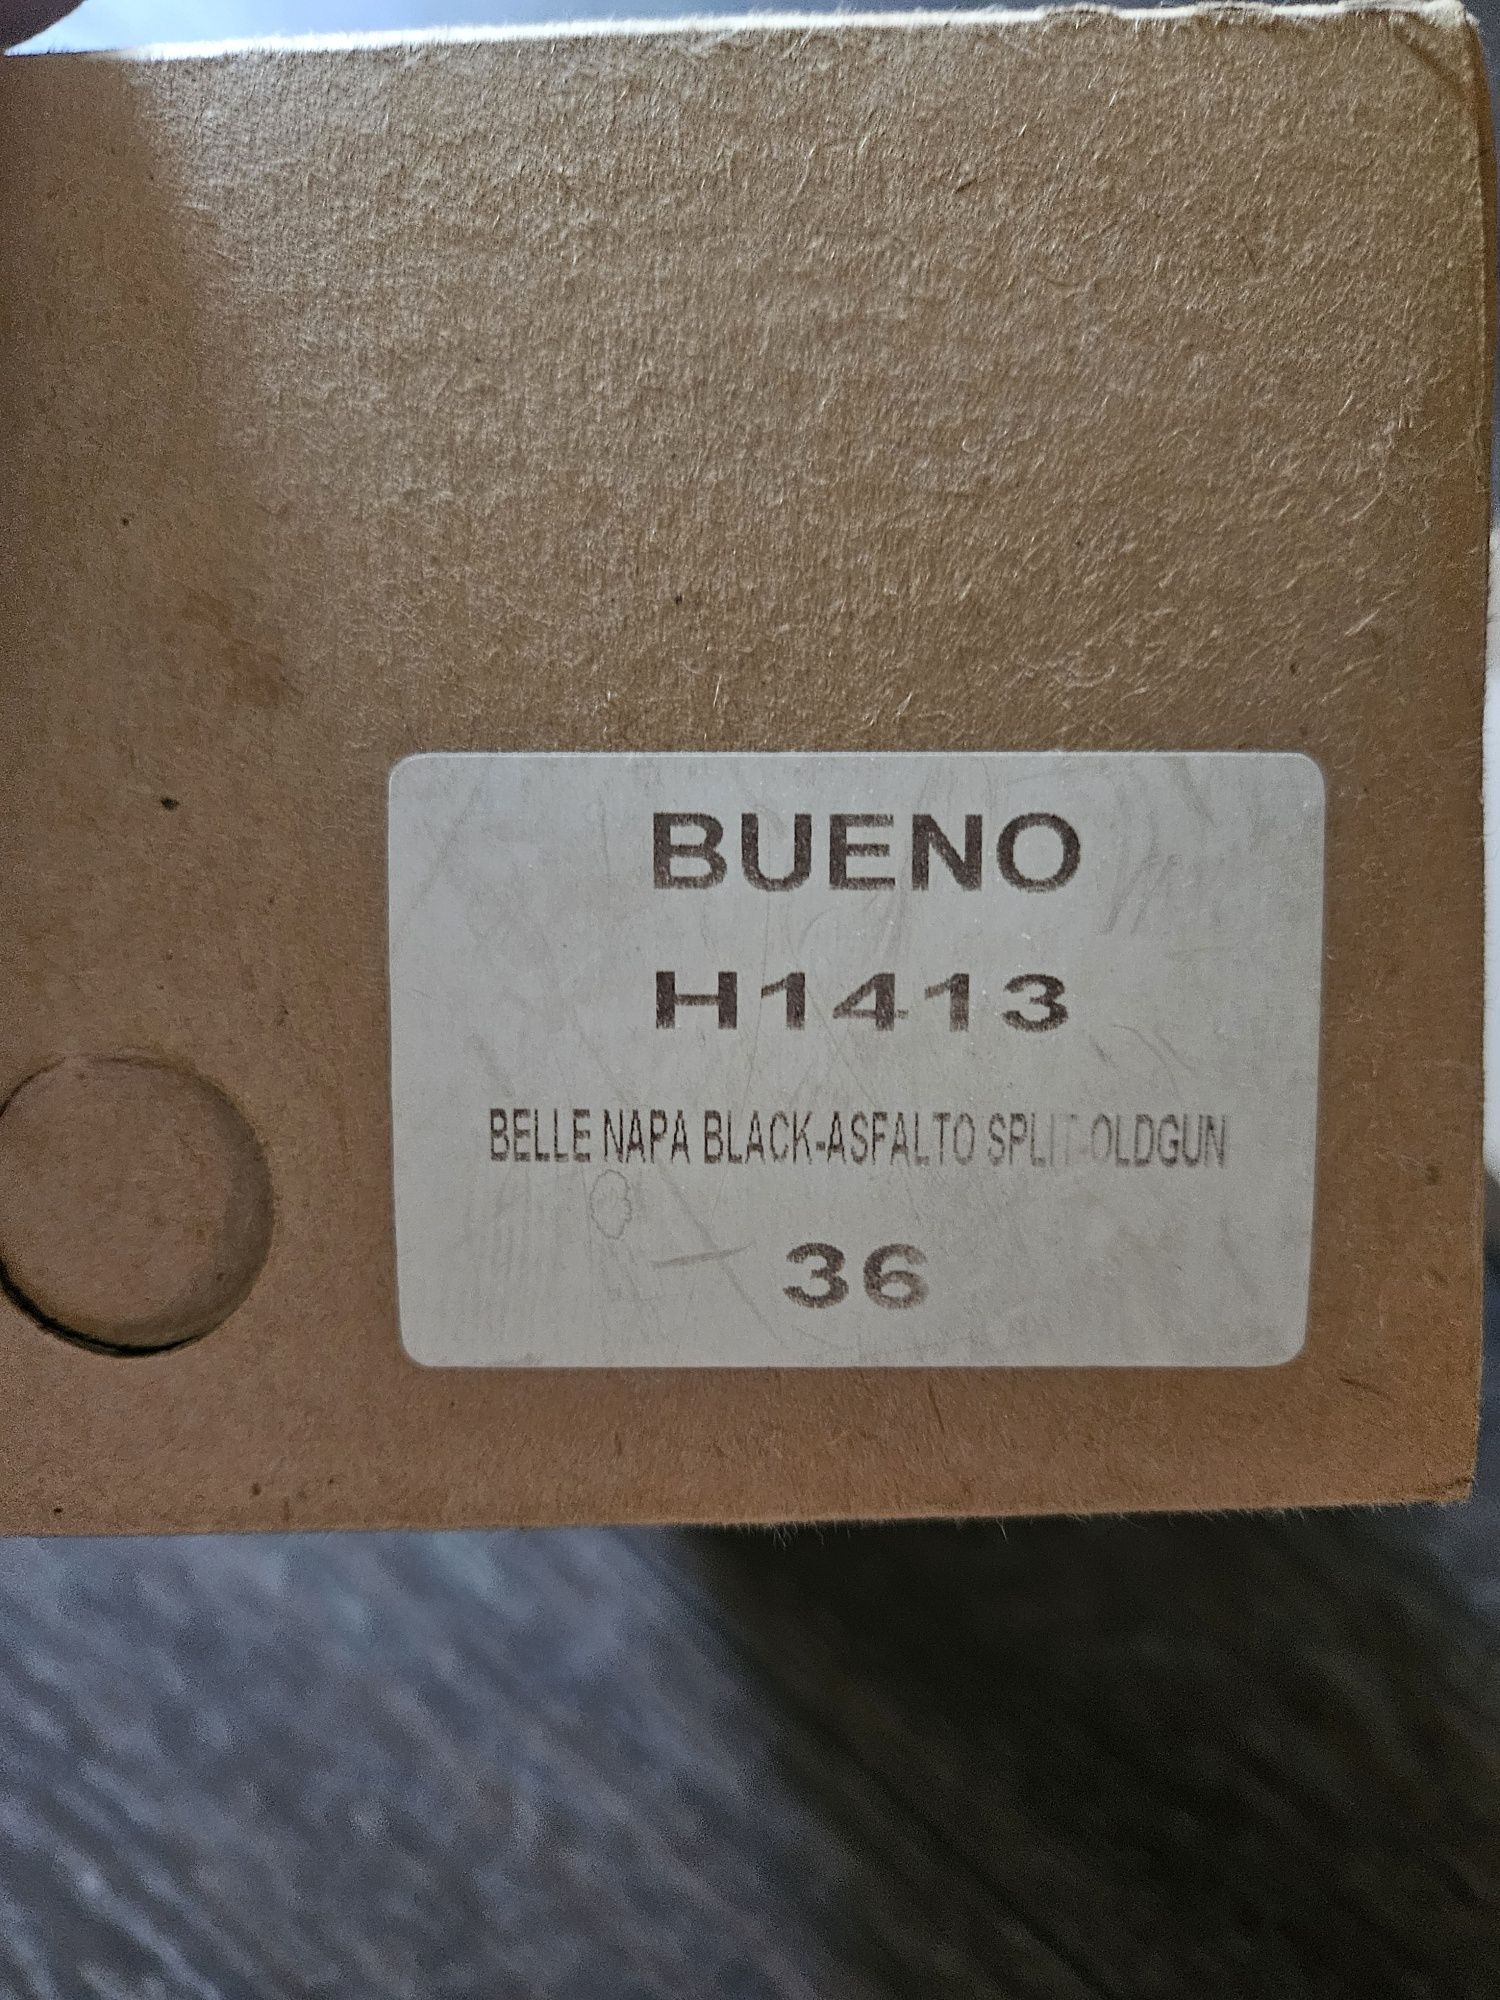 BUENO
H1413
BELLE NAPA BLACK-ASFALTO SPLIT-OLDGUN
36